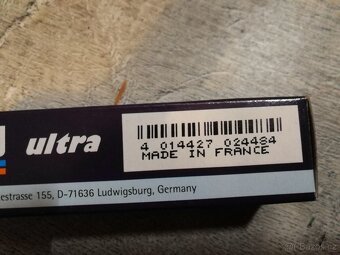 ultra
4 014427 024484
MADE IN FRANCE
estrasse 155, D-71636 Ludwigsburg, Germany